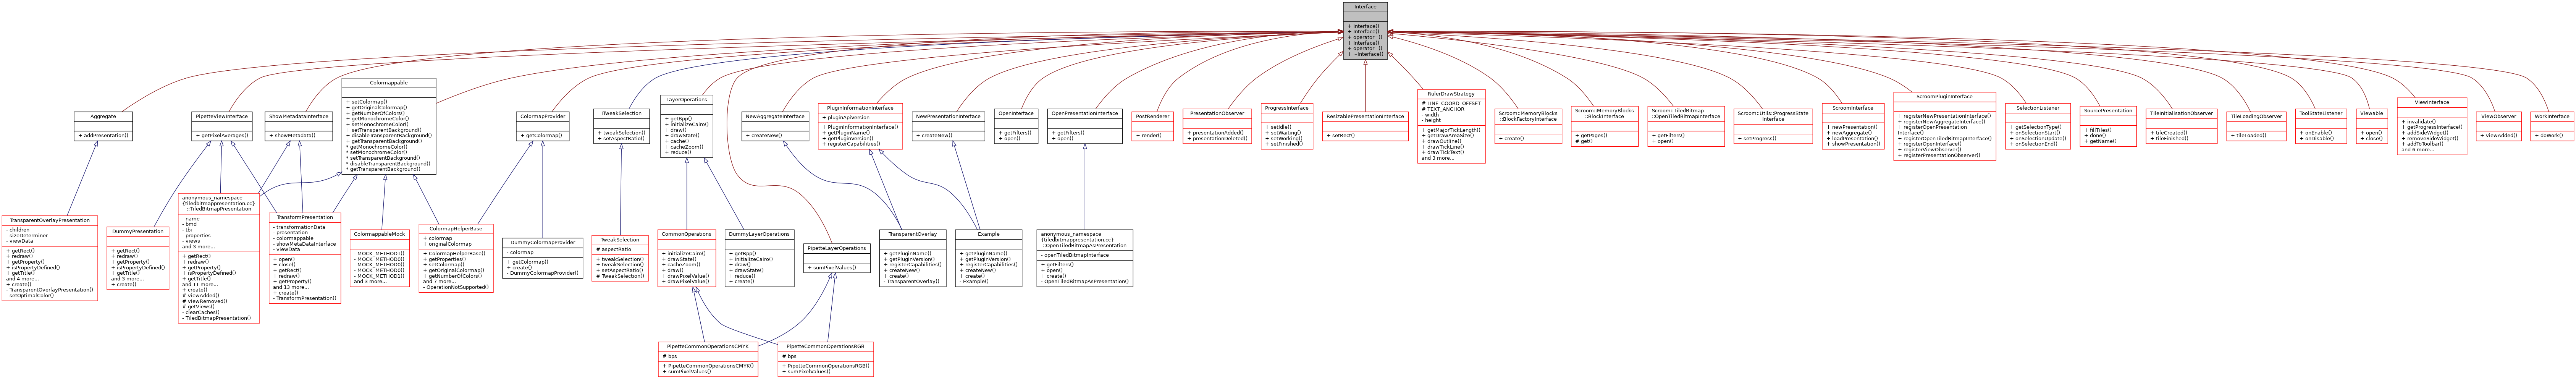 Interface
+ Interface()
+ Interface()
+ operator=()
+ Interface()
+ operator=()
+ ~Interface()
Aggregate
+ addPresentation()
PipetteViewInterface
+ getPixelAverages()
ShowMetadataInterface
+ showMetadata()
Colormappable
+ setColormap()
+ getOriginalColormap()
+ getNumberOfColors()
+ getMonochromeColor()
+ setMonochromeColor()
+ setTransparentBackground()
+ disableTransparentBackground()
+ getTransparentBackground()
* getMonochromeColor()
* setMonochromeColor()
* setTransparentBackground()
* disableTransparentBackground()
* getTransparentBackground()
ColormapProvider
+ getColormap()
ITweakSelection
+ tweakSelection()
+ setAspectRatio()
LayerOperations
+ getBpp()
+ initializeCairo()
+ draw()
+ drawState()
+ cache()
+ cacheZoom()
+ reduce()
NewAggregateInterface
+ createNew()
PluginInformationInterface
+ pluginApiVersion
+ PluginInformationInterface()
+ getPluginName()
+ getPluginVersion()
+ registerCapabilities()
NewPresentationInterface
+ createNew()
OpenInterface
+ getFilters()
+ open()
OpenPresentationInterface
+ getFilters()
+ open()
PostRenderer
+ render()
PresentationObserver
+ presentationAdded()
+ presentationDeleted()
ProgressInterface
+ setIdle()
+ setWaiting()
+ setWorking()
+ setFinished()
ResizablePresentationInterface
+ setRect()
RulerDrawStrategy
# LINE_COORD_OFFSET
# TEXT_ANCHOR
- width
- height
+ getMajorTickLength()
+ getDrawAreaSize()
+ drawOutline()
+ drawTickLine()
+ drawTickText()
and 3 more...
Scroom::MemoryBlocks
::BlockFactoryInterface
+ create()
Scroom::MemoryBlocks
::BlockInterface
+ getPages()
# get()
Scroom::TiledBitmap
::OpenTiledBitmapInterface
+ getFilters()
+ open()
Scroom::Utils::ProgressState
Interface
+ setProgress()
ScroomInterface
+ newPresentation()
+ newAggregate()
+ loadPresentation()
+ showPresentation()
ScroomPluginInterface
+ registerNewPresentationInterface()
+ registerNewAggregateInterface()
+ registerOpenPresentation
Interface()
+ registerOpenTiledBitmapInterface()
+ registerOpenInterface()
+ registerViewObserver()
+ registerPresentationObserver()
SelectionListener
+ getSelectionType()
+ onSelectionStart()
+ onSelectionUpdate()
+ onSelectionEnd()
SourcePresentation
+ fillTiles()
+ done()
+ getName()
TileInitialisationObserver
+ tileCreated()
+ tileFinished()
TileLoadingObserver
+ tileLoaded()
ToolStateListener
+ onEnable()
+ onDisable()
Viewable
+ open()
+ close()
ViewInterface
+ invalidate()
+ getProgressInterface()
+ addSideWidget()
+ removeSideWidget()
+ addToToolbar()
and 6 more...
ViewObserver
+ viewAdded()
WorkInterface
+ doWork()
TransparentOverlayPresentation
- children
- sizeDeterminer
- viewData
+ getRect()
+ redraw()
+ getProperty()
+ isPropertyDefined()
+ getTitle()
and 4 more...
+ create()
- TransparentOverlayPresentation()
- setOptimalColor()
DummyPresentation
+ getRect()
+ redraw()
+ getProperty()
+ isPropertyDefined()
+ getTitle()
and 3 more...
+ create()
anonymous_namespace
{tiledbitmappresentation.cc}
::TiledBitmapPresentation
- name
- bmd
- tbi
- properties
- views
and 3 more...
+ getRect()
+ redraw()
+ getProperty()
+ isPropertyDefined()
+ getTitle()
and 11 more...
+ create()
# viewAdded()
# viewRemoved()
# getViews()
- clearCaches()
- TiledBitmapPresentation()
TransformPresentation
- transformationData
- presentation
- colormappable
- showMetaDataInterface
- viewData
+ open()
+ close()
+ getRect()
+ redraw()
+ getProperty()
and 13 more...
+ create()
- TransformPresentation()
ColormappableMock
- MOCK_METHOD1()
- MOCK_METHOD0()
- MOCK_METHOD0()
- MOCK_METHOD0()
- MOCK_METHOD1()
and 3 more...
ColormapHelperBase
+ colormap
+ originalColormap
+ ColormapHelperBase()
+ getProperties()
+ setColormap()
+ getOriginalColormap()
+ getNumberOfColors()
and 7 more...
- OperationNotSupported()
DummyColormapProvider
- colormap
+ getColormap()
+ create()
- DummyColormapProvider()
TweakSelection
# aspectRatio
+ tweakSelection()
+ tweakSelection()
+ setAspectRatio()
# TweakSelection()
CommonOperations
+ initializeCairo()
+ drawState()
+ cacheZoom()
+ draw()
+ drawPixelValue()
+ drawPixelValue()
DummyLayerOperations
+ getBpp()
+ initializeCairo()
+ draw()
+ drawState()
+ reduce()
+ create()
PipetteLayerOperations
+ sumPixelValues()
TransparentOverlay
+ getPluginName()
+ getPluginVersion()
+ registerCapabilities()
+ createNew()
+ create()
- TransparentOverlay()
Example
+ getPluginName()
+ getPluginVersion()
+ registerCapabilities()
+ createNew()
+ create()
- Example()
anonymous_namespace
{tiledbitmappresentation.cc}
::OpenTiledBitmapAsPresentation
- openTiledBitmapInterface
+ getFilters()
+ open()
+ create()
- OpenTiledBitmapAsPresentation()
PipetteCommonOperationsCMYK
# bps
+ PipetteCommonOperationsCMYK()
+ sumPixelValues()
PipetteCommonOperationsRGB
# bps
+ PipetteCommonOperationsRGB()
+ sumPixelValues()